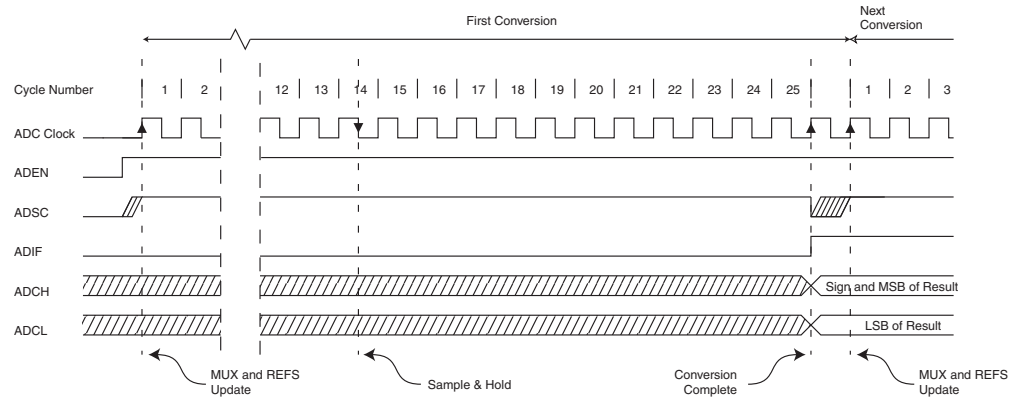 First Conversion
Next
Conversion
Cycle Number 1 2 12 13 14 15 16 17 18 19 20 21 22 23 24 25 1 2 3
ADC Clock
ADEN
ADSC
ADIF
ADCH Sign and MSB of Result
ADCL LSB of Result
MUX and REFS
Update
Sample & Hold
Conversion
Complete
MUX and REFS
Update